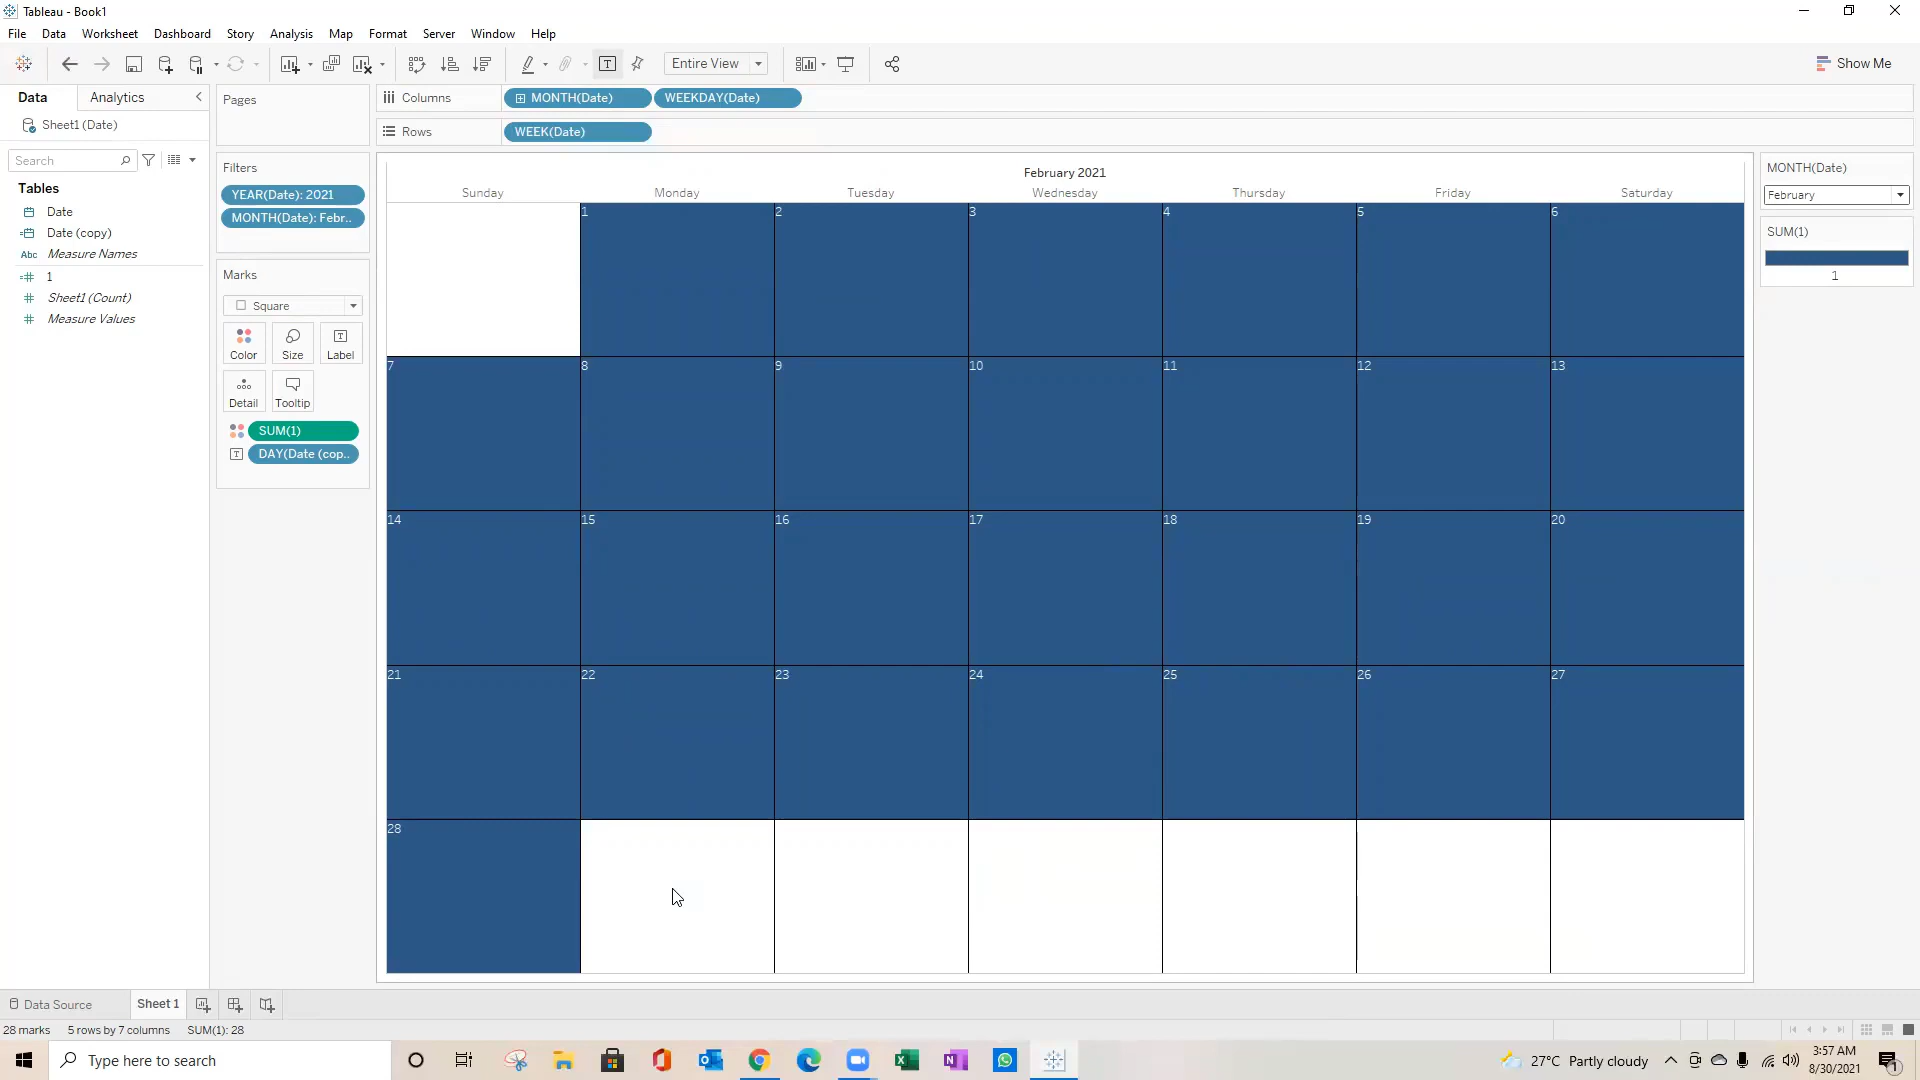 Tableau - Book1
File Data Worksheet Dashboard Story Analysis Map Format Server Window Help
Entire View
Show Me
Data Analytics
Sheet1 (Date)
Search
Tables
Date
Date (copy)
Abc Measure Names
1
Sheet1 (Count)
Measure Values
Pages
Filters
YEAR(Date): 2021
MONTH(Date): Febr..
Marks
Square
Color Size Label
Detail Tooltip
SUM(1)
DAY(Date (cop..
Columns MONTH(Date) WEEKDAY(Date)
Rows WEEK(Date)
February 2021
Sunday Monday Tuesday Wednesday Thursday Friday Saturday
1 2 3 4 5 6
7 8 9 10 11 12 13
14 15 16 17 18 19 20
21 22 23 24 25 26 27
28
MONTH(Date)
February
SUM(1)
1
Data Source Sheet 1
28 marks 5 rows by 7 columns SUM(1): 28
Type here to search
27°C Partly cloudy
3:57 AM
8/30/2021
1